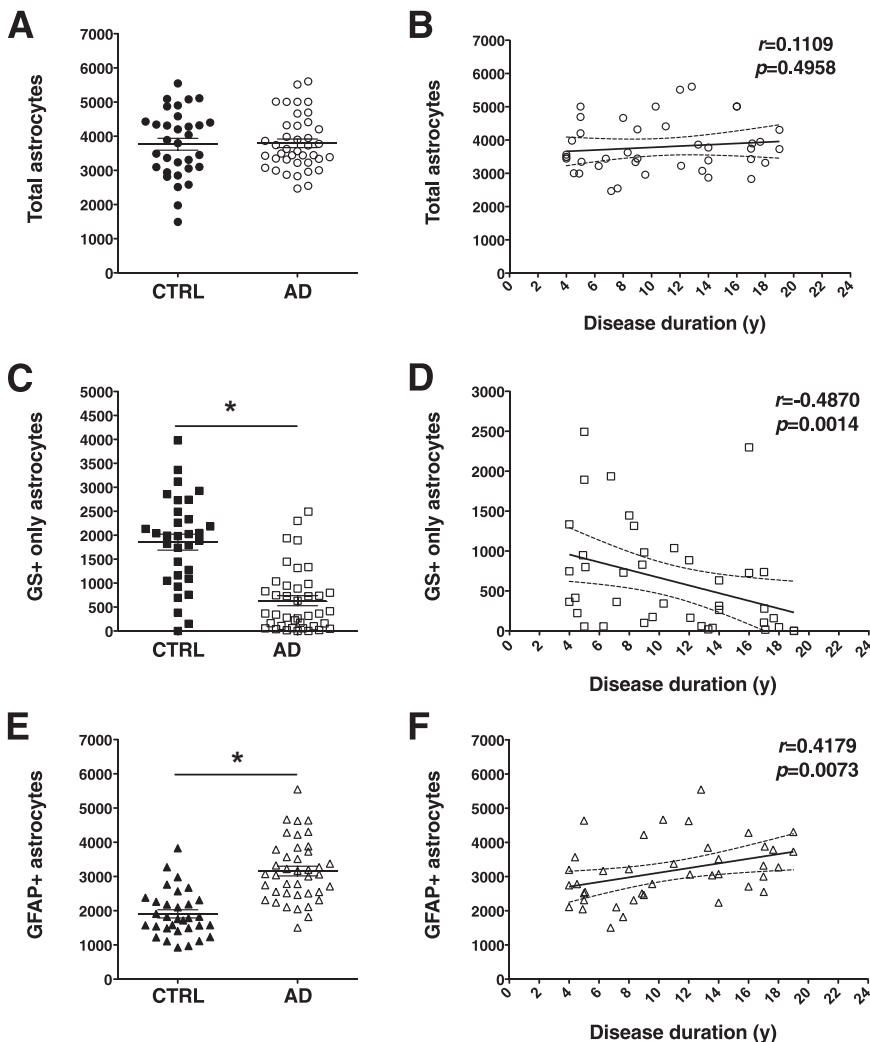 A
Total astrocytes
7000
6000
5000
4000
3000
2000
1000
0
CTRL AD
B
Total astrocytes
7000
6000
5000
4000
3000
2000
1000
0
r=0.1109
p=0.4958
0 2 4 6 8 10 12 14 16 18 20 22 24
Disease duration (y)
C
GS+ only astrocytes
5000
4500
4000
3500
3000
2500
2000
1500
1000
500
0
*
CTRL AD
D
GS+ only astrocytes
3000
2500
2000
1500
1000
500
0
r=-0.4870
p=0.0014
0 2 4 6 8 10 12 14 16 18 20 22 24
Disease duration (y)
E
GFAP+ astrocytes
7000
6000
5000
4000
3000
2000
1000
0
*
CTRL AD
F
GFAP+ astrocytes
7000
6000
5000
4000
3000
2000
1000
0
r=0.4179
p=0.0073
0 2 4 6 8 10 12 14 16 18 20 22 24
Disease duration (y)